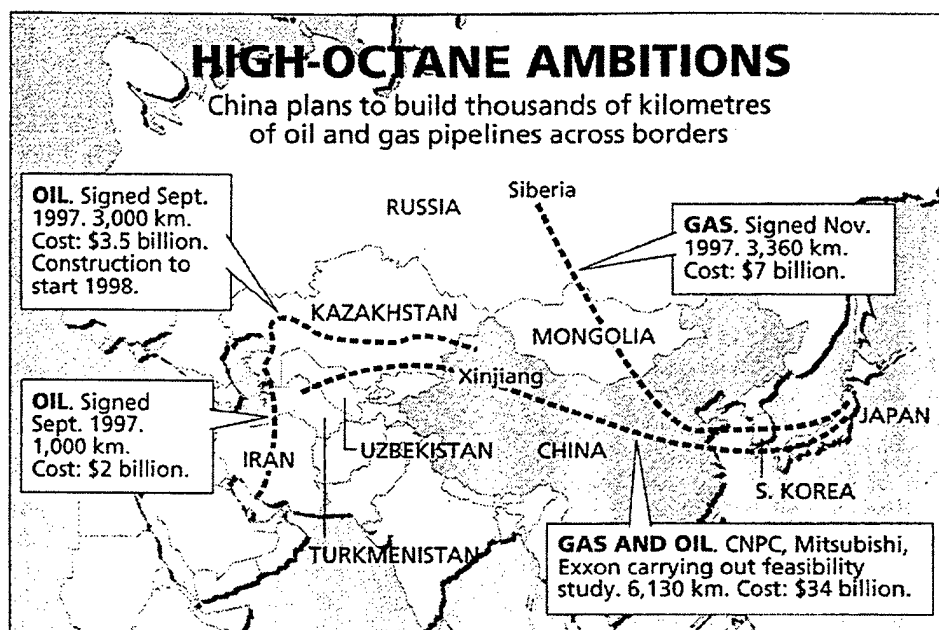 HIGH-OCTANE AMBITIONS
China plans to build thousands of kilometres
of oil and gas pipelines across borders
OIL. Signed Sept.
1997. 3,000 km.
Cost: $3.5 billion.
Construction to
start 1998.
RUSSIA
Siberia
GAS. Signed Nov.
1997. 3,360 km.
Cost: $7 billion.
KAZAKHSTAN
MONGOLIA
Xinjiang
OIL. Signed
Sept. 1997.
1,000 km.
Cost: $2 billion.
JAPAN
IRAN
UZBEKISTAN
CHINA
S. KOREA
TURKMENISTAN
GAS AND OIL. CNPC, Mitsubishi,
Exxon carrying out feasibility
study. 6,130 km. Cost: $34 billion.